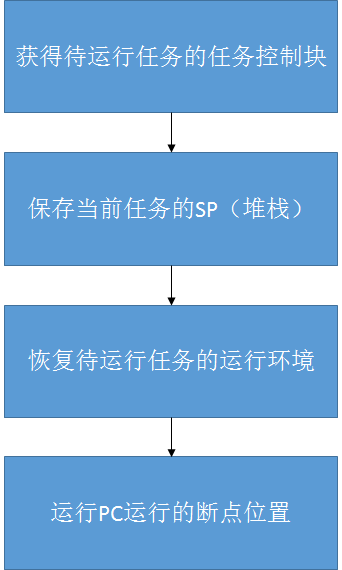 获得待运行任务的任务控制块
保存当前任务的SP（堆栈）
恢复待运行任务的运行环境
运行PC运行的断点位置